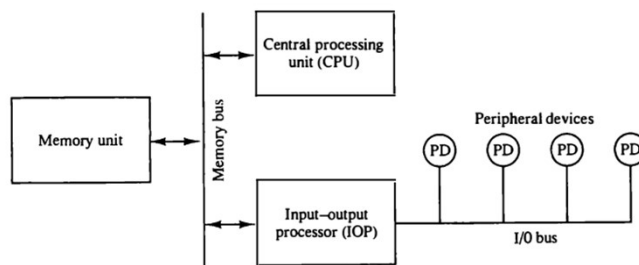 Central processing
unit (CPU)
Memory unit
Memory bus
Peripheral devices
PD
PD
PD
PD
Input–output
processor (IOP)
I/0 bus